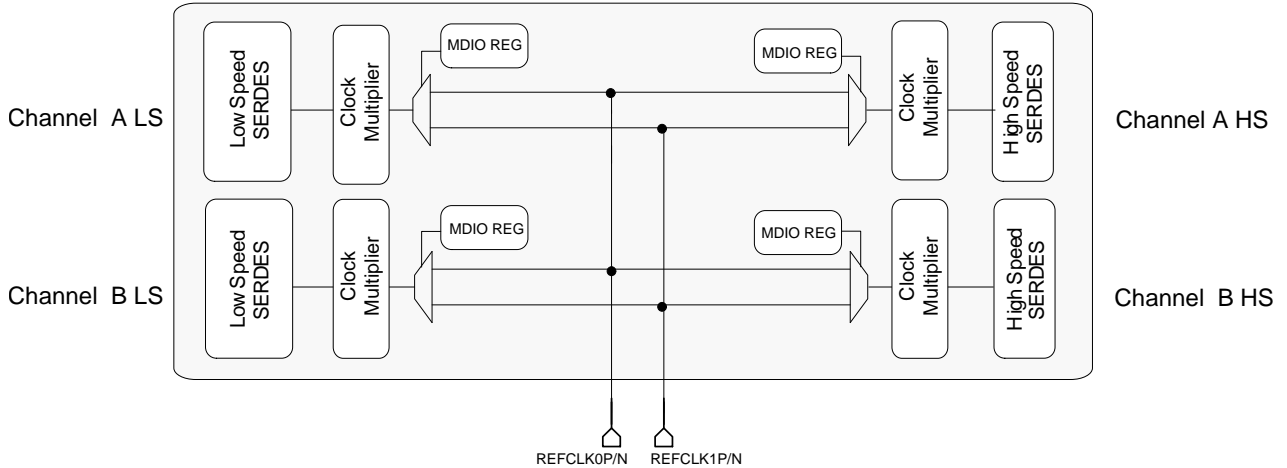 Channel A LS
Low Speed
SERDES
Clock
Multiplier
MDIO REG
MDIO REG
Clock
Multiplier
High Speed
SERDES
Channel A HS
Channel B LS
Low Speed
SERDES
Clock
Multiplier
MDIO REG
MDIO REG
Clock
Multiplier
High Speed
SERDES
Channel B HS
REFCLK0P/N
REFCLK1P/N